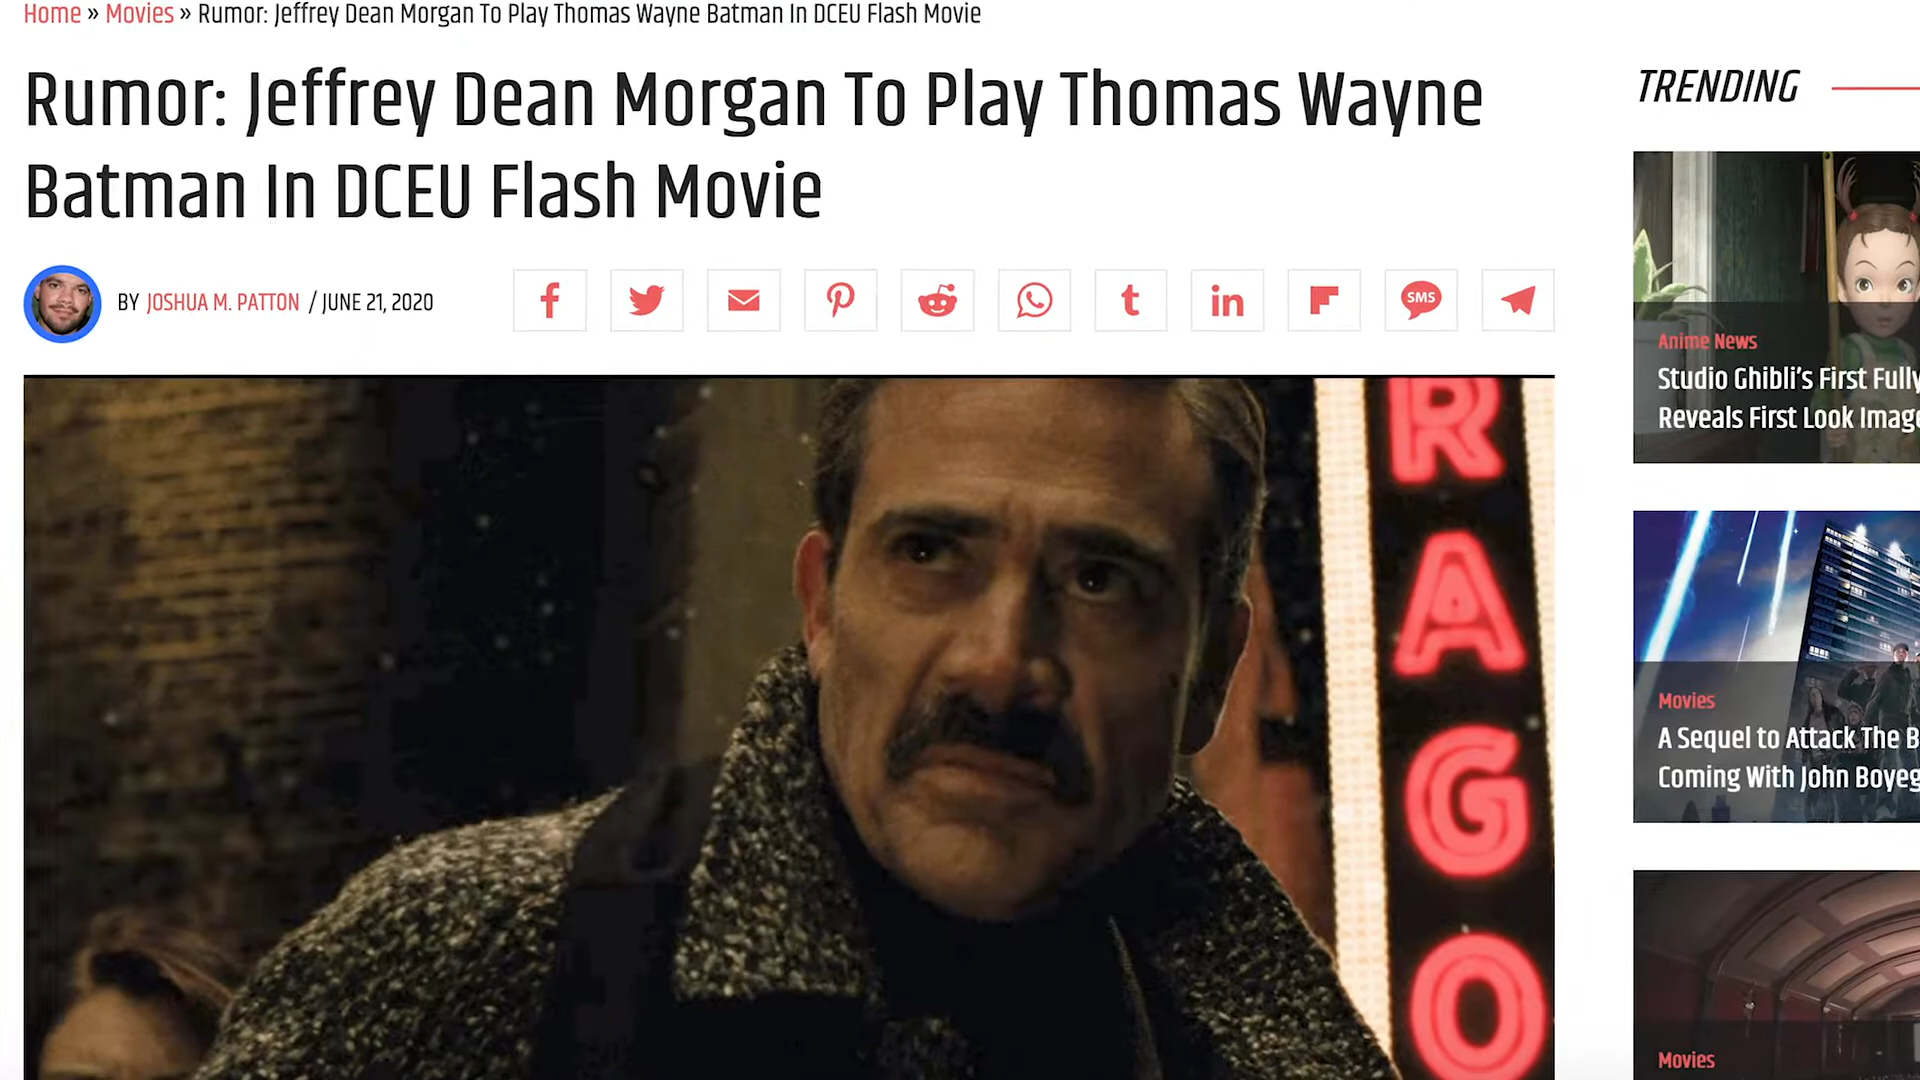 Home » Movies » Rumor: Jeffrey Dean Morgan To Play Thomas Wayne Batman In DCEU Flash Movie
Rumor: Jeffrey Dean Morgan To Play Thomas Wayne
Batman In DCEU Flash Movie
BY JOSHUA M. PATTON / JUNE 21, 2020
SMS
RAGO
TRENDING
Anime News
Studio Ghibli's First Fully
Reveals First Look Image
Movies
A Sequel to Attack The B
Coming With John Boyeg
Movies